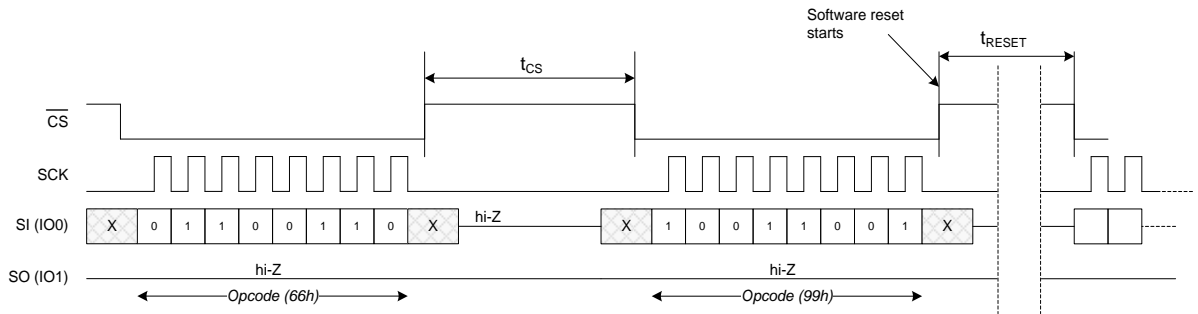 Software reset
starts
tRESET
tCS
CS
SCK
SI (IO0) X 0 1 1 0 0 1 1 0 X hi-Z X 1 0 0 1 1 0 0 1 X
SO (IO1) hi-Z hi-Z
Opcode (66h) Opcode (99h)